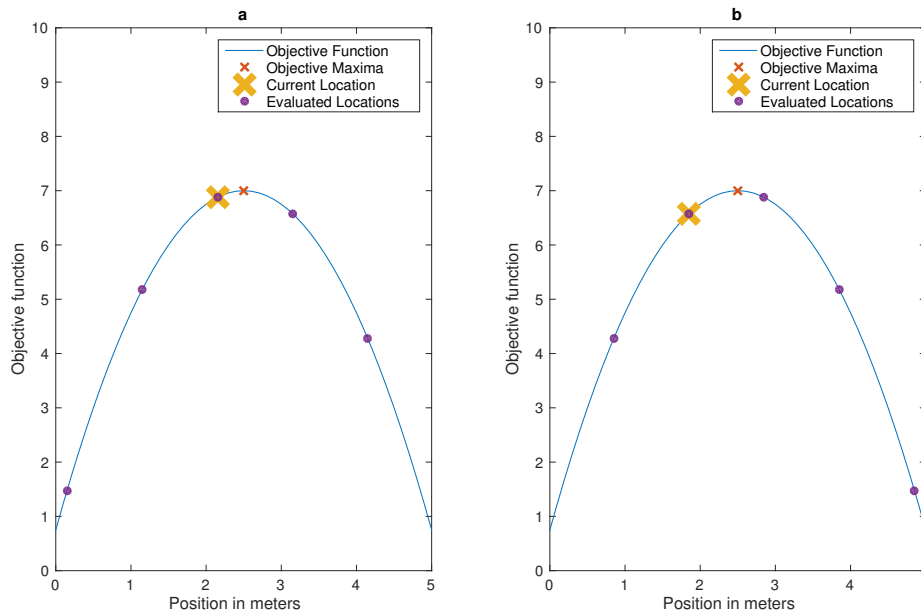 a
10
9
8
7
6
5
4
3
2
1
0
Objective function
0 1 2 3 4 5
Position in meters
Objective Function
Objective Maxima
Current Location
Evaluated Locations
b
10
9
8
7
6
5
4
3
2
1
0
Objective function
0 1 2 3 4
Position in meters
Objective Function
Objective Maxima
Current Location
Evaluated Locations